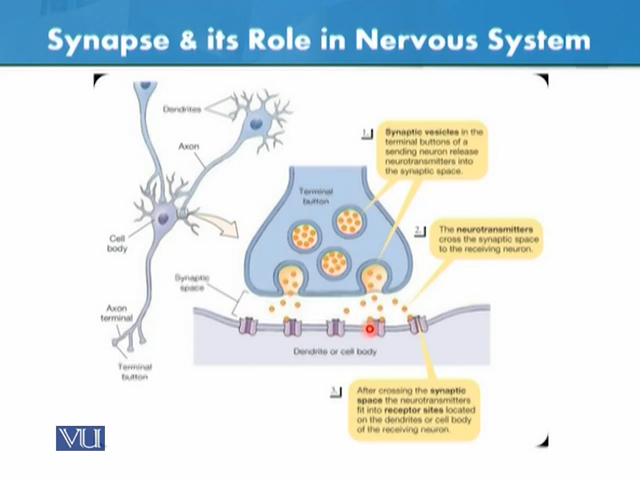 Synapse & its Role in Nervous System
Dendrites
Axon
Cell
body
Axon
terminal
Terminal
button
Synaptic
space
Terminal
button
Dendrite or cell body
1.
Synaptic vesicles in the
terminal buttons of a
sending neuron release
neurotransmitters into
the synaptic space.
2.
The neurotransmitters
cross the synaptic space
to the receiving neuron.
3.
After crossing the synaptic
space the neurotransmitters
fit into receptor sites located
on the dendrites or cell body
of the receiving neuron.
VU